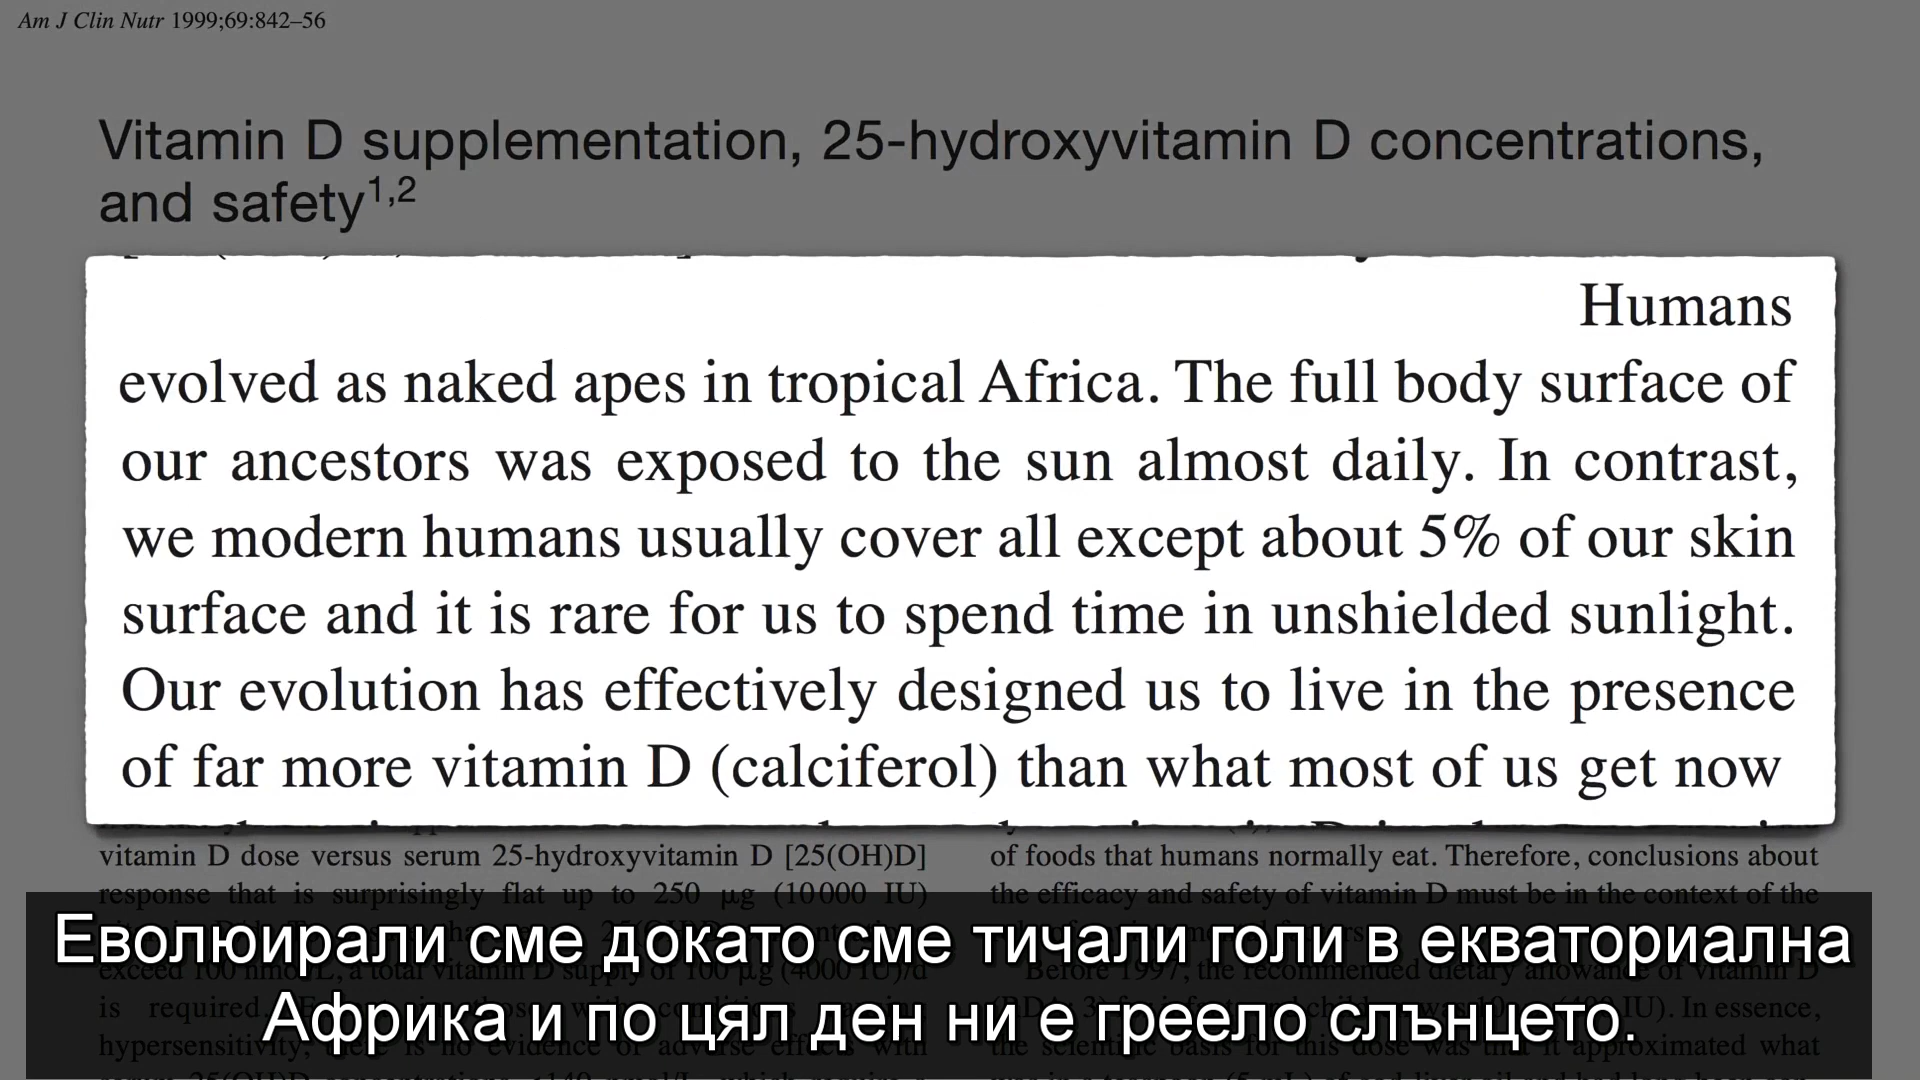 Am J Clin Nutr 1999;69:842–56
Vitamin D supplementation, 25-hydroxyvitamin D concentrations,
and safety1,2
Humans
evolved as naked apes in tropical Africa. The full body surface of
our ancestors was exposed to the sun almost daily. In contrast,
we modern humans usually cover all except about 5% of our skin
surface and it is rare for us to spend time in unshielded sunlight.
Our evolution has effectively designed us to live in the presence
of far more vitamin D (calciferol) than what most of us get now
vitamin D dose versus serum 25-hydroxyvitamin D [25(OH)D]
response that is surprisingly flat up to 250 μg (10000 IU)
of foods that humans normally eat. Therefore, conclusions about
the efficacy and safety of vitamin D must be in the context of the
Еволюирали сме докато сме тичали голи в екваториална
Африка и по цял ден ни е греело слънцето.